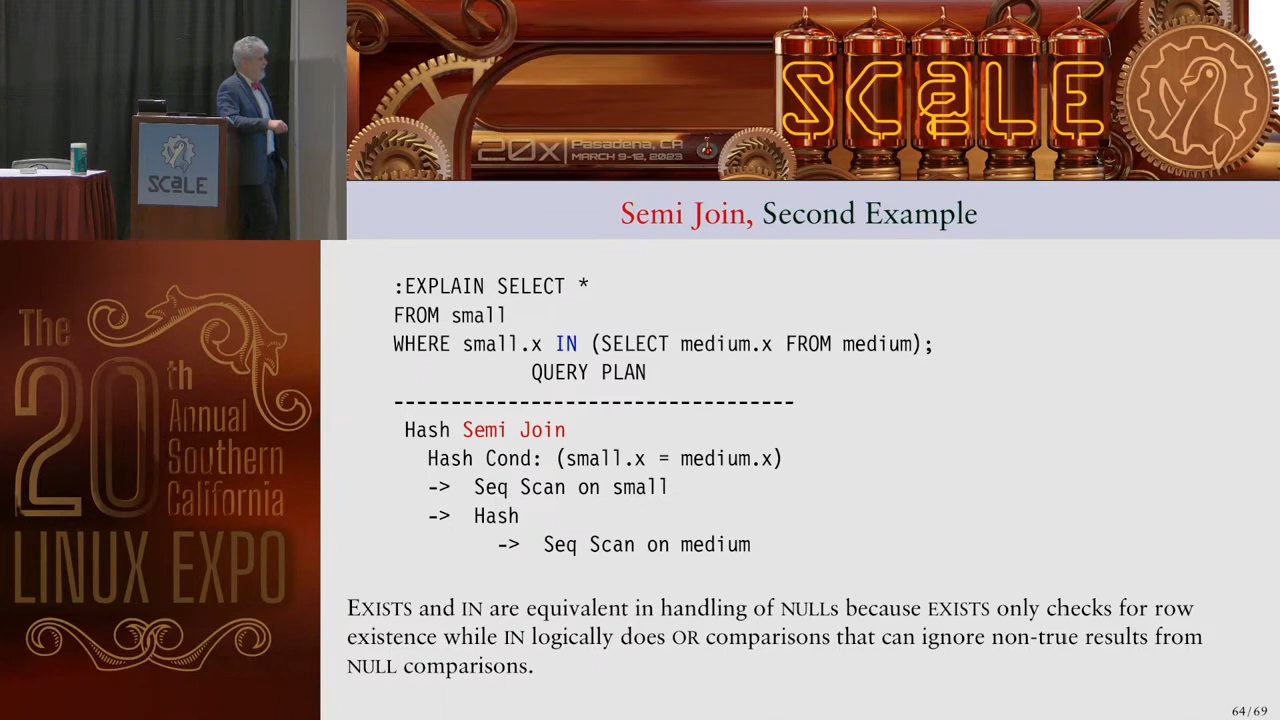 SCaLE
20x
Pasadena, CA
MARCH 9-12, 2023
SCaLE
Semi Join, Second Example
The
20th
Annual
Southern
California
LINUX EXPO
:EXPLAIN SELECT *
FROM small
WHERE small.x IN (SELECT medium.x FROM medium);
QUERY PLAN
-----------------------------------
Hash Semi Join
Hash Cond: (small.x = medium.x)
-> Seq Scan on small
-> Hash
-> Seq Scan on medium
EXISTS and IN are equivalent in handling of NULLs because EXISTS only checks for row
existence while IN logically does OR comparisons that can ignore non-true results from
NULL comparisons.
64/69